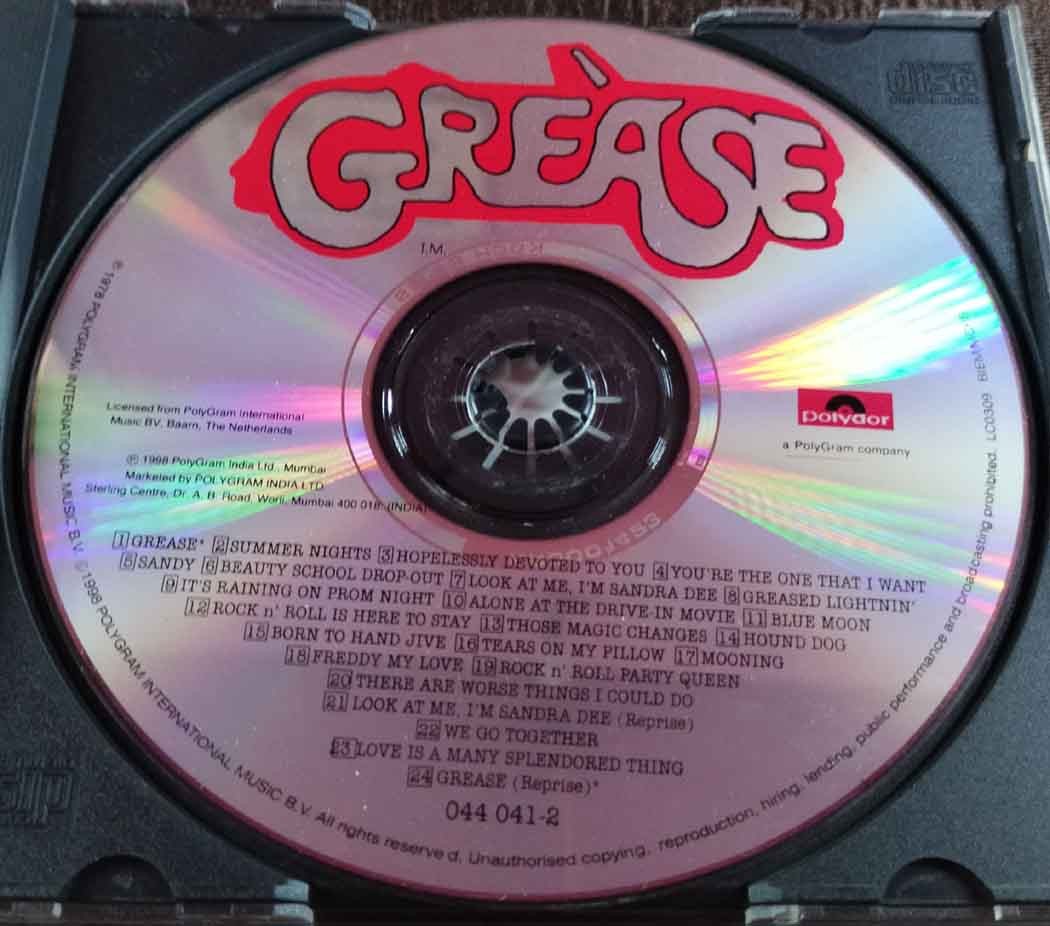 GREASE
T.M.
disc
DIGITAL AUDIO
Licensed from PolyGram International
Music BV. Baarn, The Netherlands
℗ 1998 PolyGram India Ltd., Mumbai
Marketed by POLYGRAM INDIA LTD
Sterling Centre, Dr. A. B. Road, Worli, Mumbai 400 018. (INDIA)
polydor
a PolyGram company
1 GREASE* 2 SUMMER NIGHTS 3 HOPELESSLY DEVOTED TO YOU 4 YOU'RE THE ONE THAT I WANT
5 SANDY 6 BEAUTY SCHOOL DROP-OUT 7 LOOK AT ME, I'M SANDRA DEE 8 GREASED LIGHTNIN'
9 IT'S RAINING ON PROM NIGHT 10 ALONE AT THE DRIVE-IN MOVIE 11 BLUE MOON
12 ROCK n' ROLL IS HERE TO STAY 13 THOSE MAGIC CHANGES 14 HOUND DOG
15 BORN TO HAND JIVE 16 TEARS ON MY PILLOW 17 MOONING
18 FREDDY MY LOVE 19 ROCK n' ROLL PARTY QUEEN
20 THERE ARE WORSE THINGS I COULD DO
21 LOOK AT ME, I'M SANDRA DEE (Reprise)
22 WE GO TOGETHER
23 LOVE IS A MANY SPLENDORED THING
24 GREASE (Reprise)*
044 041-2
℗ 1978 POLYGRAM INTERNATIONAL MUSIC B.V. ©1998 POLYGRAM INTERNATIONAL MUSIC B.V. All rights reserved. Unauthorised copying, reproduction, hiring, lending, public performance and broadcasting prohibited. LC0309